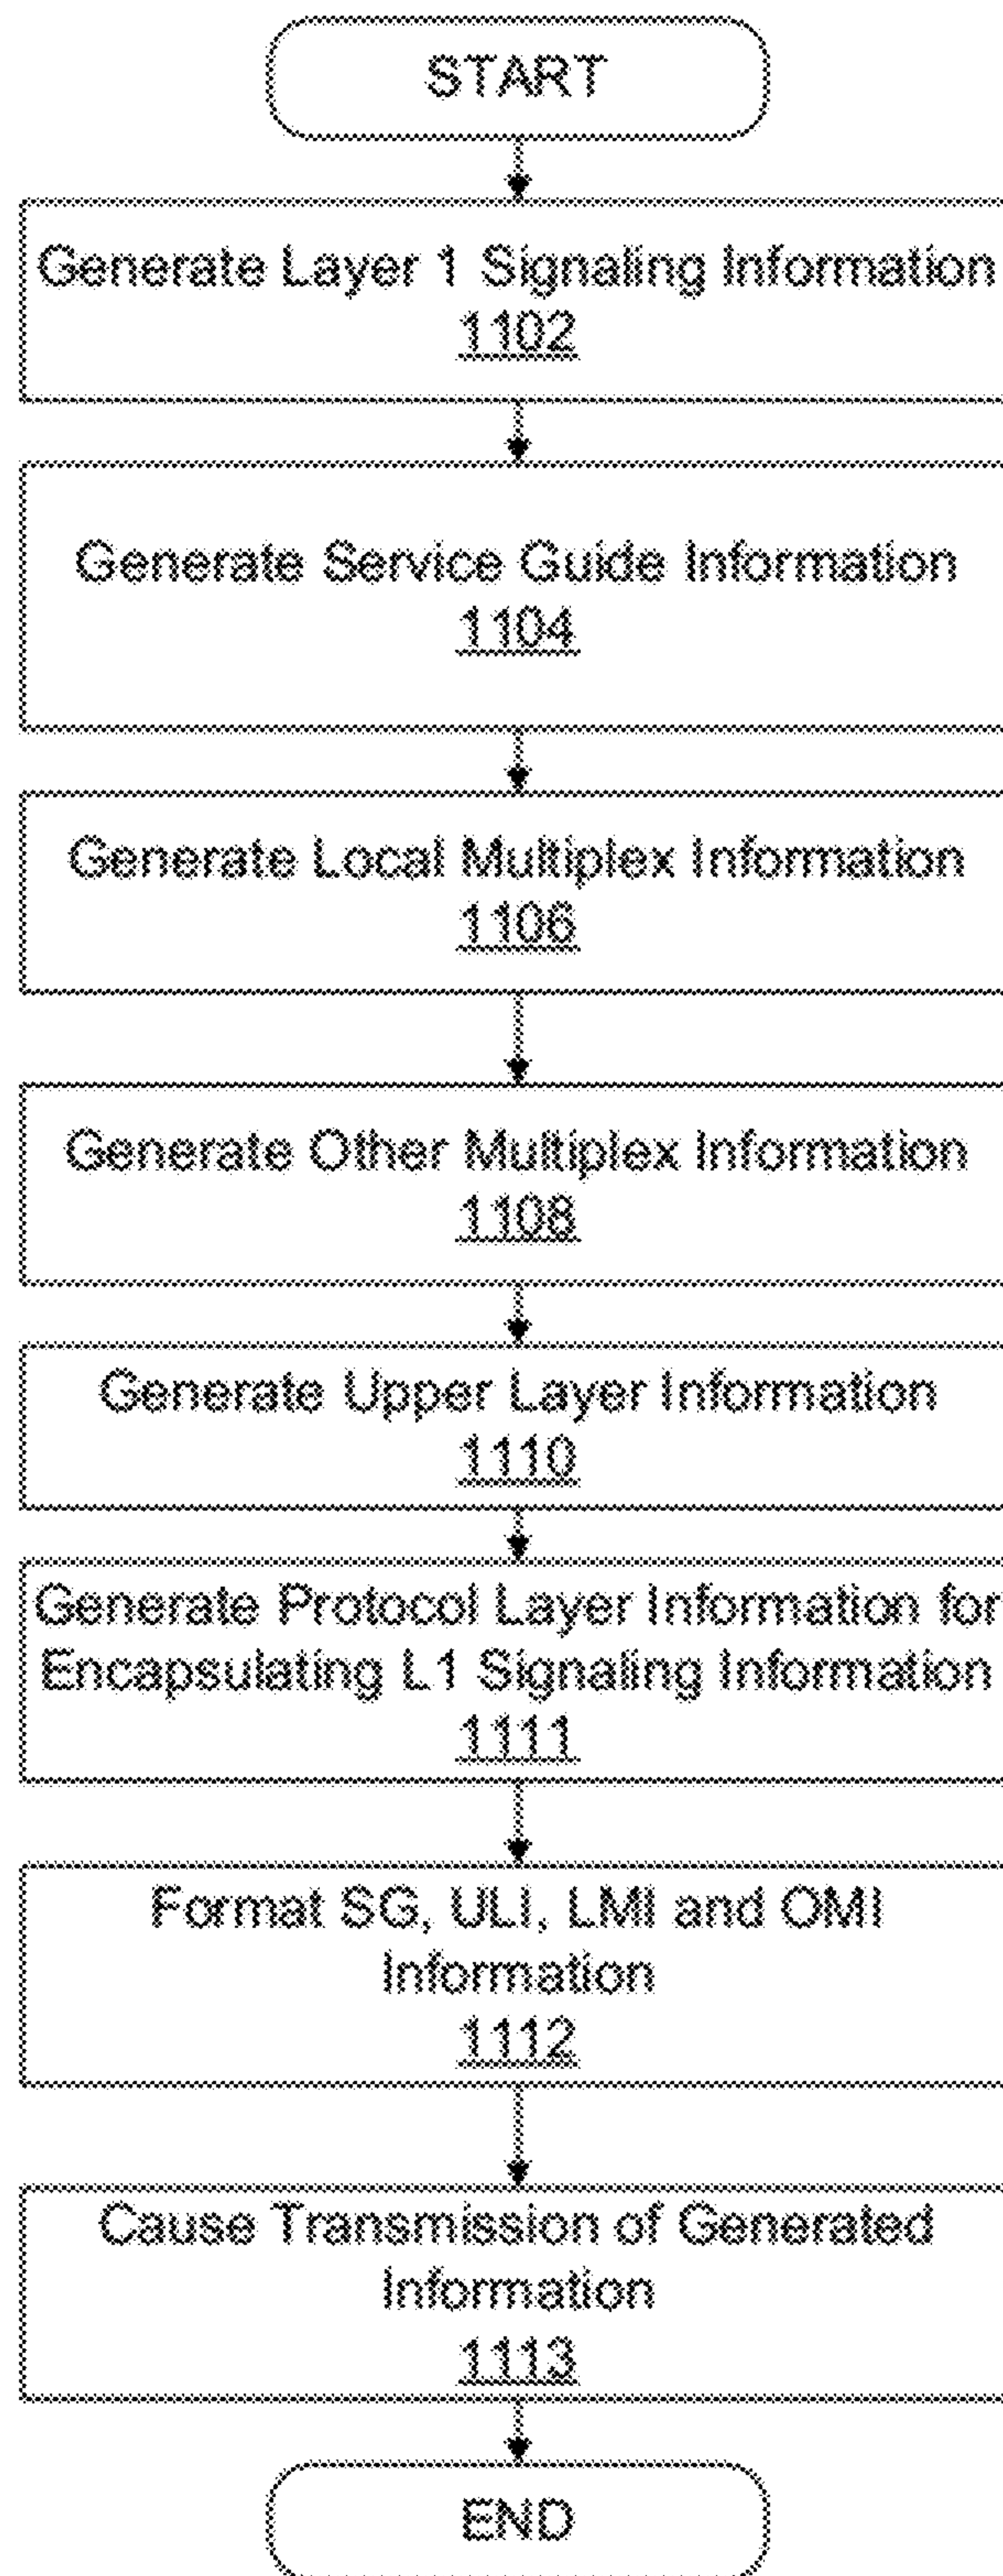 START
Generate Layer 1 Signaling Information
1102
Generate Service Guide Information
1104
Generate Local Multiplex Information
1106
Generate Other Multiplex Information
1108
Generate Upper Layer Information
1110
Generate Protocol Layer Information for
Encapsulating L1 Signaling Information
1111
Format SG, ULI, LMI and OMI
Information
1112
Cause Transmission of Generated
Information
1113
END